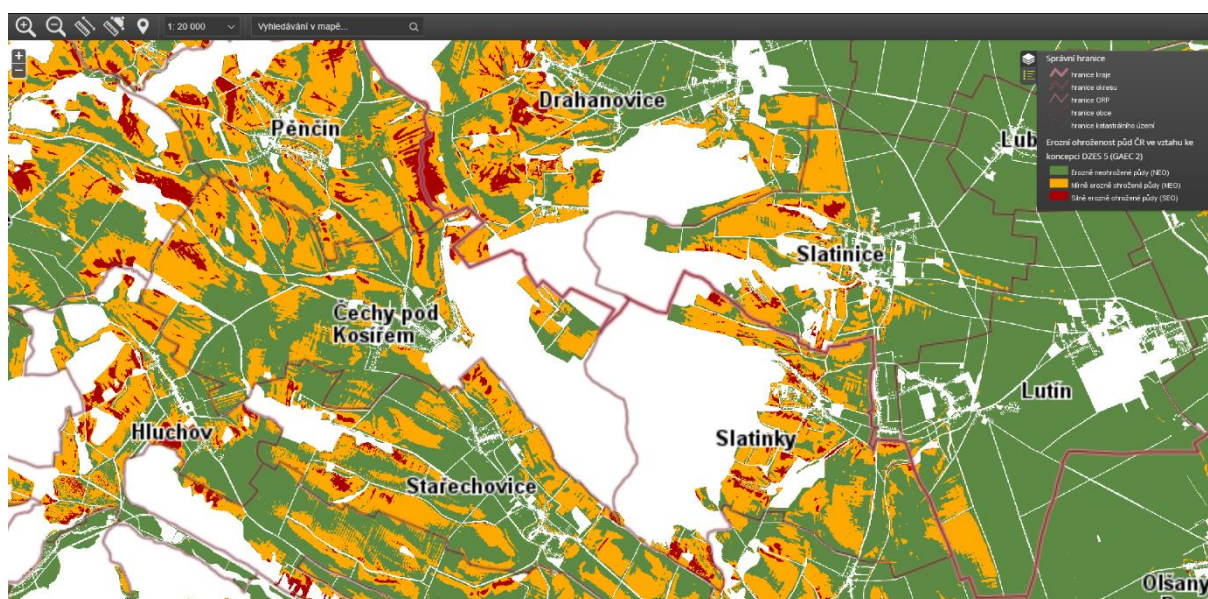 1: 20 000
Vyhledávání v mapě...
+
−
Správní hranice
hranice kraje
hranice okresu
hranice ORP
hranice obce
hranice katastrálního území
Erozní ohroženost půd ČR ve vztahu ke
koncepci DZES 5 (GAEC 2)
Erozně neohrožené půdy (NEO)
Mírně erozně ohrožené půdy (MEO)
Silně erozně ohrožené půdy (SEO)
Drahanovice
Pěnčín
Lub
Slatinice
Čechy pod
Kosířem
Lutín
Hluchov
Slatinky
Stařechovice
Olšany